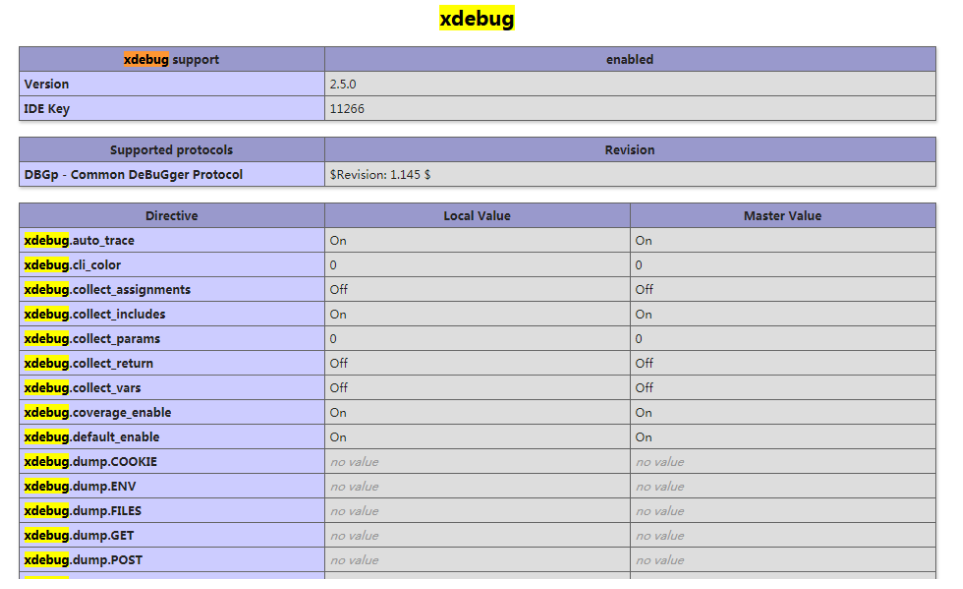 xdebug
xdebug support enabled
Version 2.5.0
IDE Key 11266
Supported protocols Revision
DBGp - Common DeBuGger Protocol $Revision: 1.145 $
Directive Local Value Master Value
xdebug.auto_trace On On
xdebug.cli_color 0 0
xdebug.collect_assignments Off Off
xdebug.collect_includes On On
xdebug.collect_params 0 0
xdebug.collect_return Off Off
xdebug.collect_vars Off Off
xdebug.coverage_enable On On
xdebug.default_enable On On
xdebug.dump.COOKIE no value no value
xdebug.dump.ENV no value no value
xdebug.dump.FILES no value no value
xdebug.dump.GET no value no value
xdebug.dump.POST no value no value